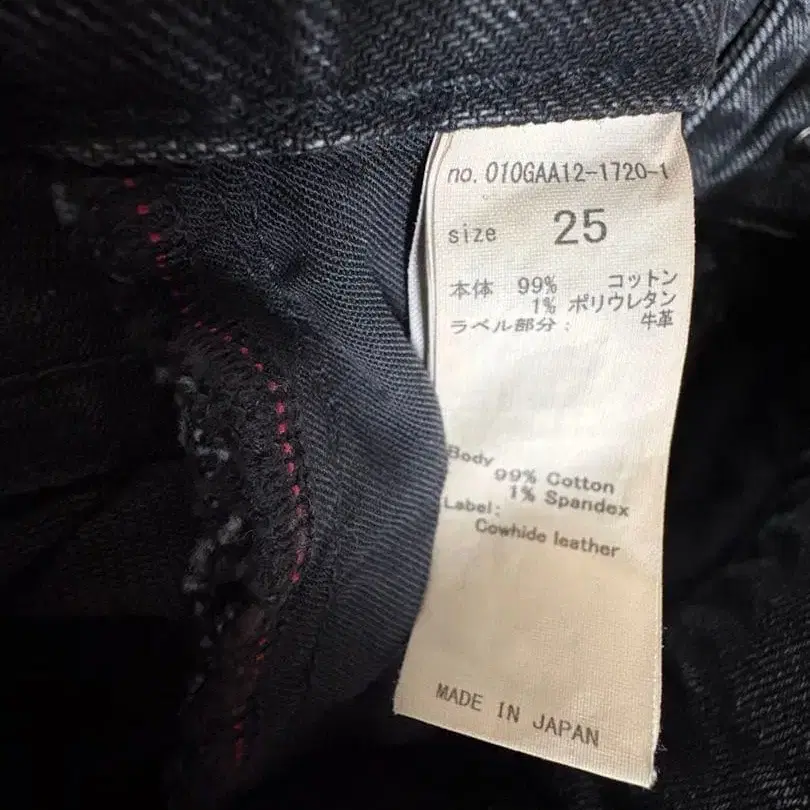 no. 010GAA12-1720-1
size 25
本体 99% コットン
1% ポリウレタン
ラベル部分： 牛革
Body
99% Cotton
1% Spandex
Label:
Cowhide leather
MADE IN JAPAN